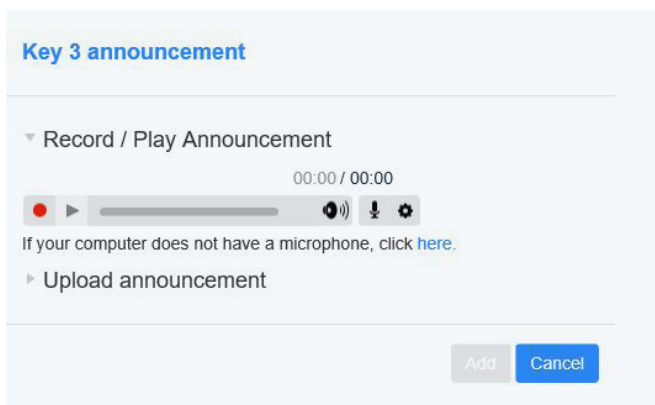 Key 3 announcement
Record / Play Announcement
00:00 / 00:00
If your computer does not have a microphone, click here.
Upload announcement
Add Cancel